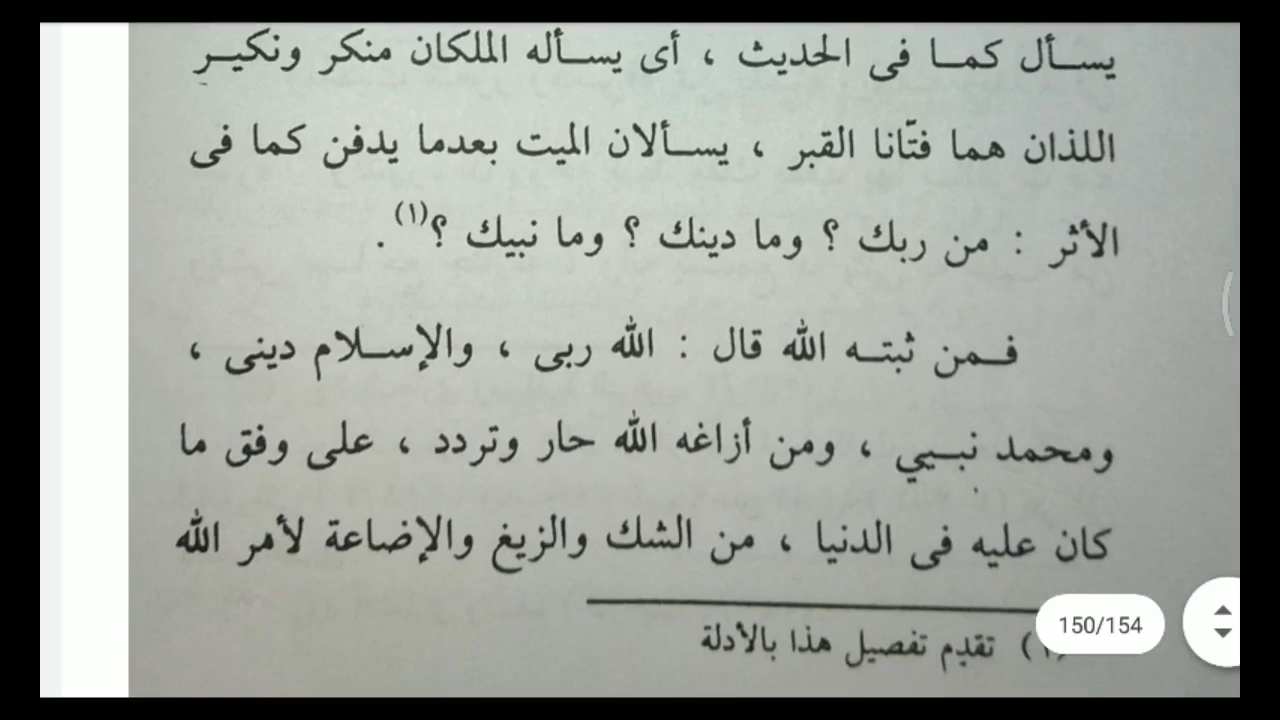 يسأل كما فى الحديث ، أى يسأله الملكان منكر ونكير
اللذان هما فتّانا القبر ، يسألان الميت بعدما يدفن كما فى
الأثر : من ربك ؟ وما دينك ؟ وما نبيك ؟(١) .
فمن ثبته الله قال : الله ربى ، والإسلام دينى ،
ومحمد نبيي ، ومن أزاغه الله حار وتردد ، على وفق ما
كان عليه فى الدنيا ، من الشك والزيغ والإضاعة لأمر الله
(١) تقدم تفصيل هذا بالأدلة
150/154